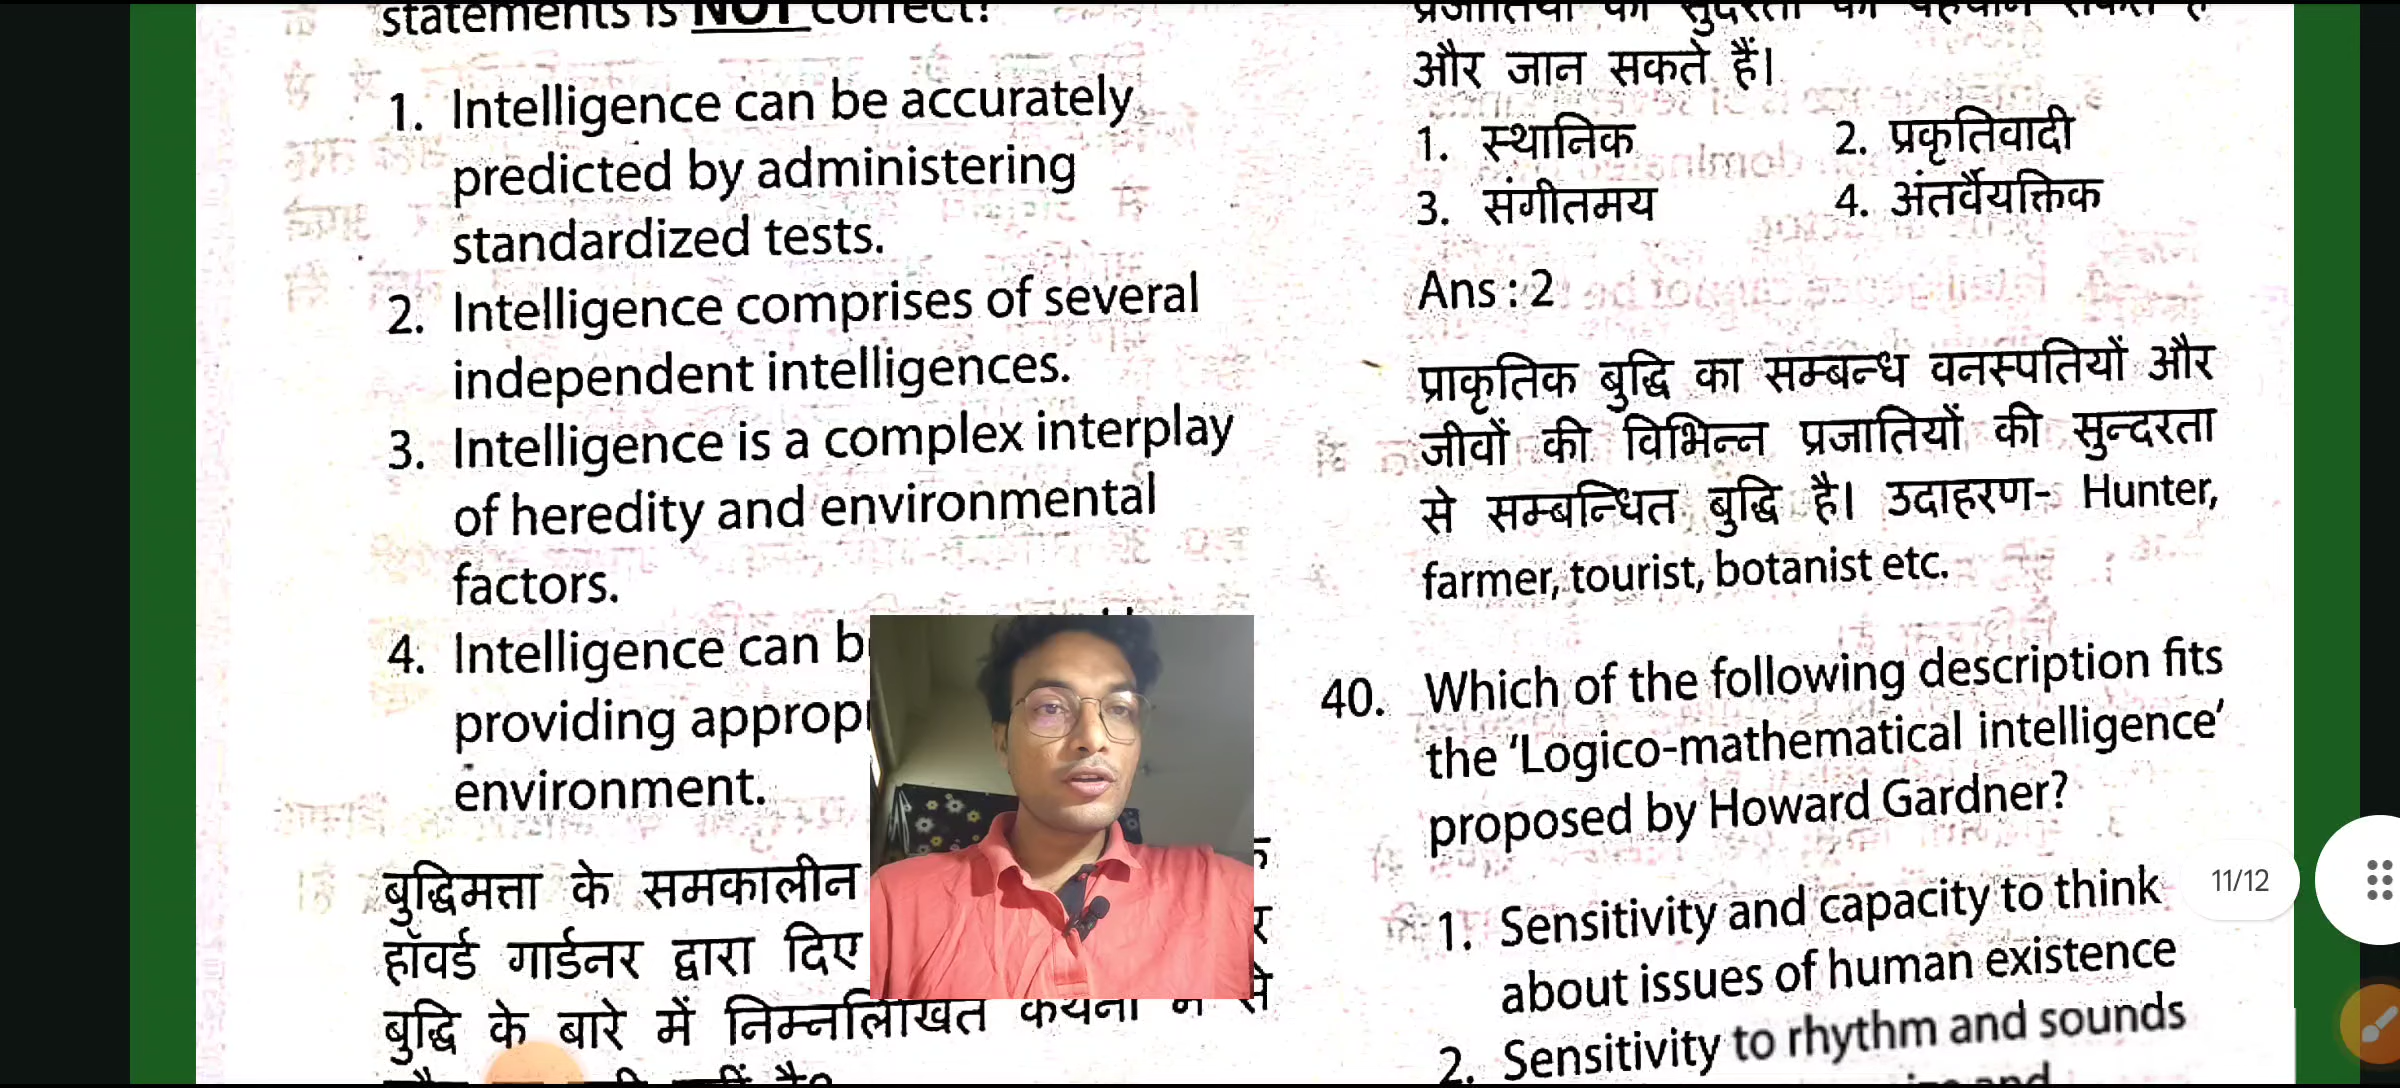 statements is NOT correct?
1. Intelligence can be accurately
predicted by administering
standardized tests.
2. Intelligence comprises of several
independent intelligences.
3. Intelligence is a complex interplay
of heredity and environmental
factors.
4. Intelligence can
providing
environment.
बुद्धिमत्ता के समकालीन
हॉवर्ड गार्डनर द्वारा दिए
बुद्धि के बारे में निम्नलिखित कथनों में से
और जान सकते हैं।
1. स्थानिक 2. प्रकृतिवादी
3. संगीतमय 4. अंतर्वैयक्तिक
Ans : 2
प्राकृतिक बुद्धि का सम्बन्ध वनस्पतियों और
जीवों की विभिन्न प्रजातियों की सुन्दरता
से सम्बन्धित बुद्धि है। उदाहरण- Hunter,
farmer, tourist, botanist etc.
40. Which of the following description fits
the ‘Logico-mathematical intelligence’
proposed by Howard Gardner?
1. Sensitivity and capacity to think
about issues of human existence
2. Sensitivity to rhythm and sounds
11/12